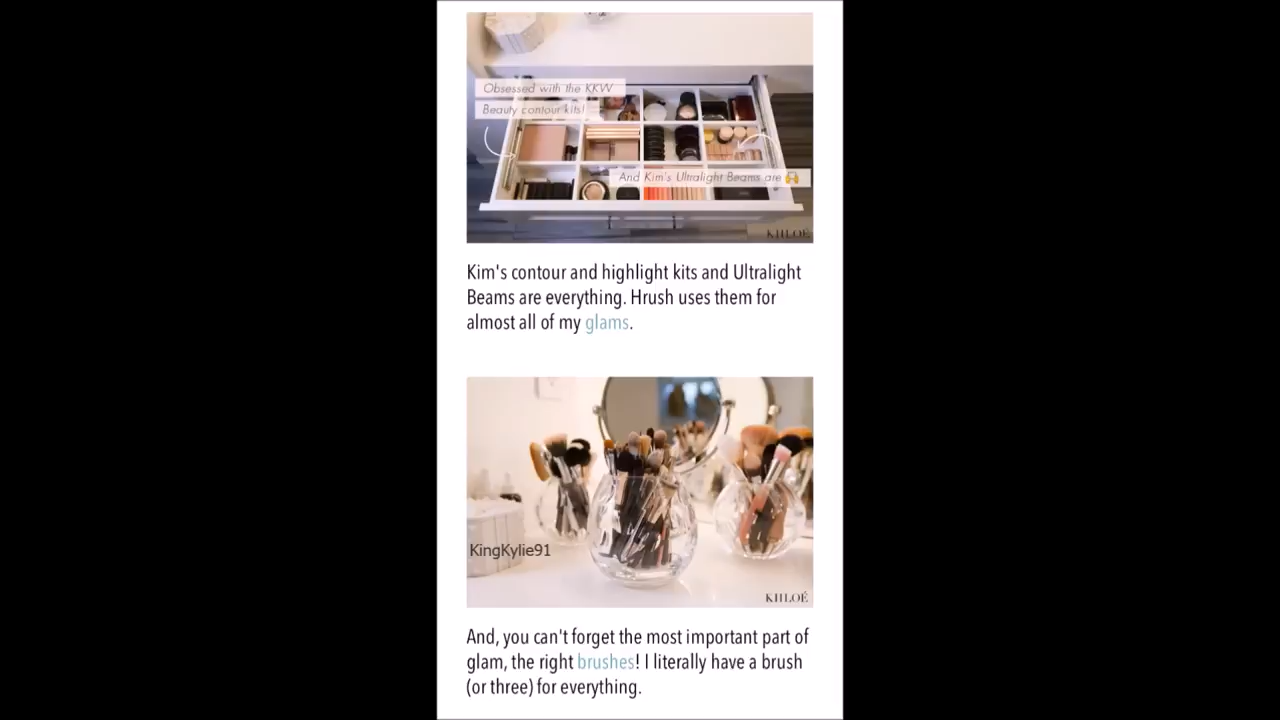 Obsessed with the KKW
Beauty contour kits!
And Kim's Ultralight Beams are 🙌
KHLOÉ
Kim's contour and highlight kits and Ultralight
Beams are everything. Hrush uses them for
almost all of my glams.
KingKylie91
KHLOÉ
And, you can't forget the most important part of
glam, the right brushes! I literally have a brush
(or three) for everything.